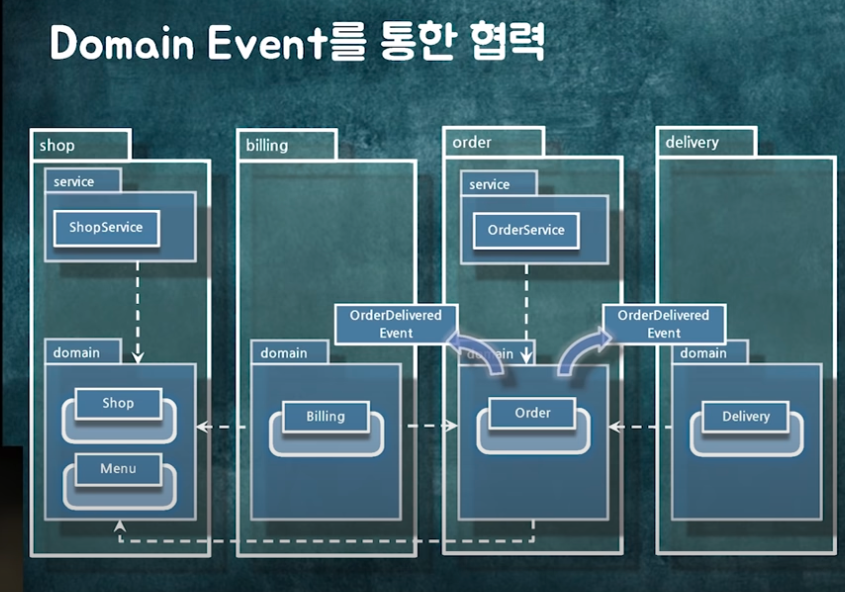 Domain Event를 통한 협력
shop
service
ShopService
domain
Shop
Menu
billing
domain
Billing
OrderDelivered
Event
order
service
OrderService
domain
Order
OrderDelivered
Event
delivery
domain
Delivery